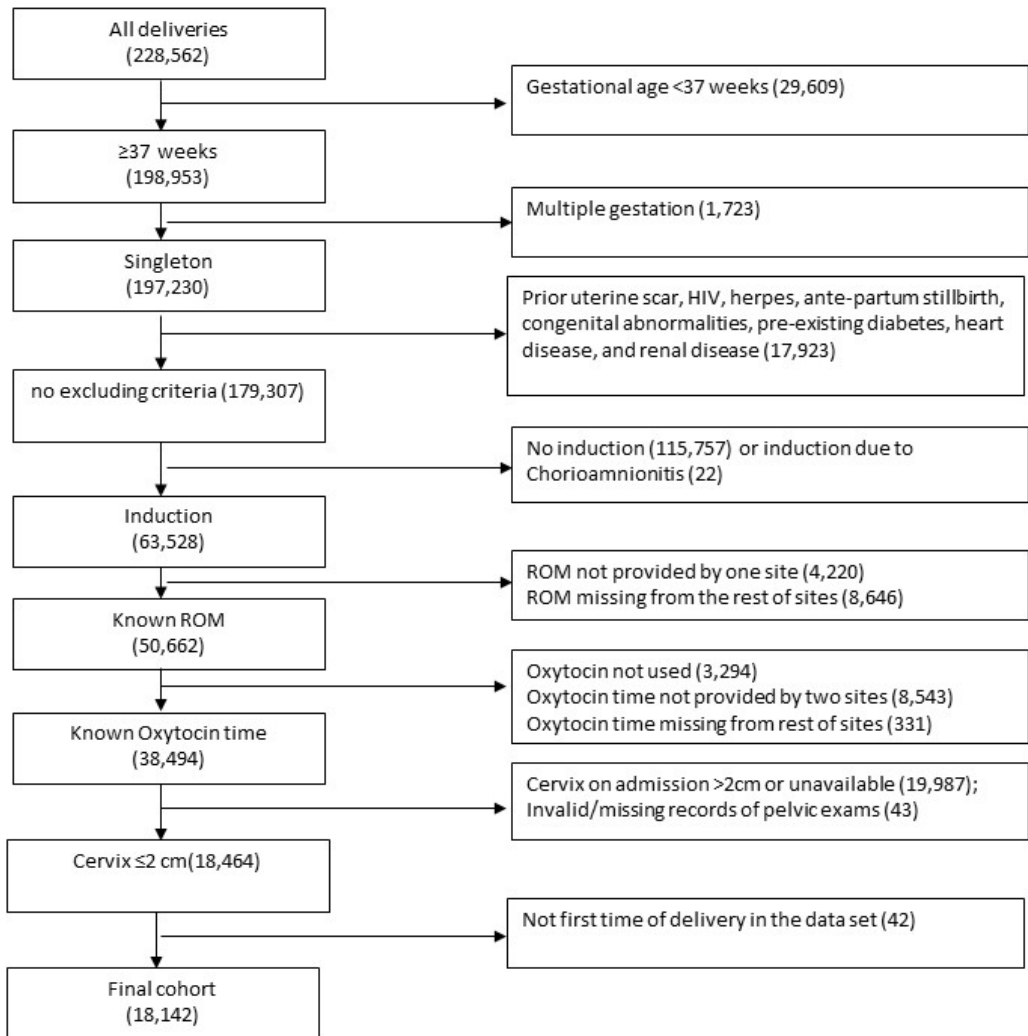 All deliveries
(228,562)
Gestational age <37 weeks (29,609)
≥37 weeks
(198,953)
Multiple gestation (1,723)
Singleton
(197,230)
Prior uterine scar, HIV, herpes, ante-partum stillbirth,
congenital abnormalities, pre-existing diabetes, heart
disease, and renal disease (17,923)
no excluding criteria (179,307)
No induction (115,757) or induction due to
Chorioamnionitis (22)
Induction
(63,528)
ROM not provided by one site (4,220)
ROM missing from the rest of sites (8,646)
Known ROM
(50,662)
Oxytocin not used (3,294)
Oxytocin time not provided by two sites (8,543)
Oxytocin time missing from rest of sites (331)
Known Oxytocin time
(38,494)
Cervix on admission >2cm or unavailable (19,987);
Invalid/missing records of pelvic exams (43)
Cervix ≤2 cm(18,464)
Not first time of delivery in the data set (42)
Final cohort
(18,142)